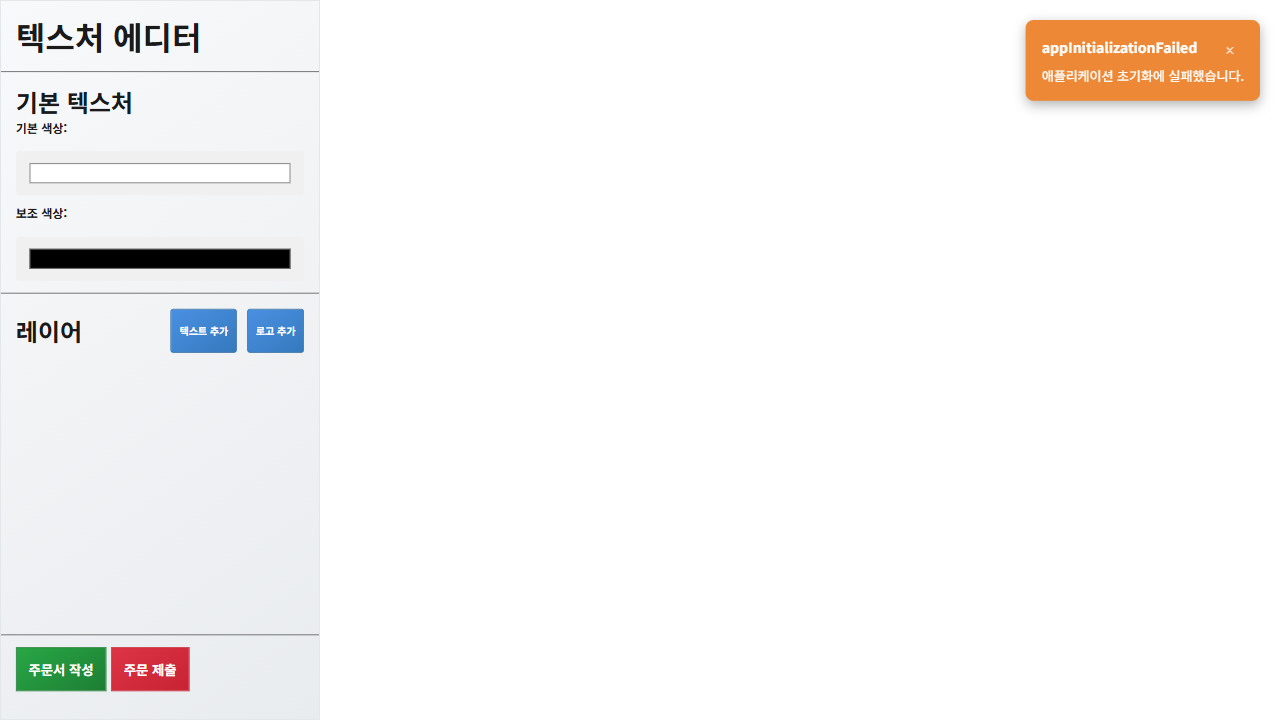 텍스처 에디터
기본 텍스처
기본 색상:
보조 색상:
레이어
텍스트 추가
로고 추가
주문서 작성
주문 제출
appInitializationFailed
×
애플리케이션 초기화에 실패했습니다.